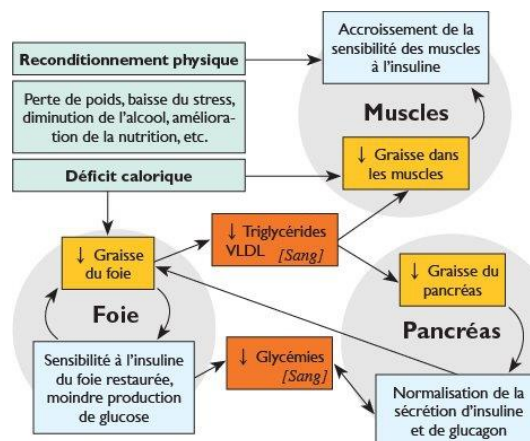 Reconditionnement physique
Accroissement de la
sensibilité des muscles
à l'insuline
Perte de poids, baisse du stress,
diminution de l'alcool, améliora-
tion de la nutrition, etc.
Muscles
Déficit calorique
↓ Graisse dans
les muscles
↓ Graisse
du foie
↓ Triglycérides
VLDL [Sang]
↓ Graisse du
pancréas
Foie
Pancréas
Sensibilité à l'insuline
du foie restaurée,
moindre production
de glucose
↓ Glycémies
[Sang]
Normalisation de la
sécrétion d'insuline
et de glucagon